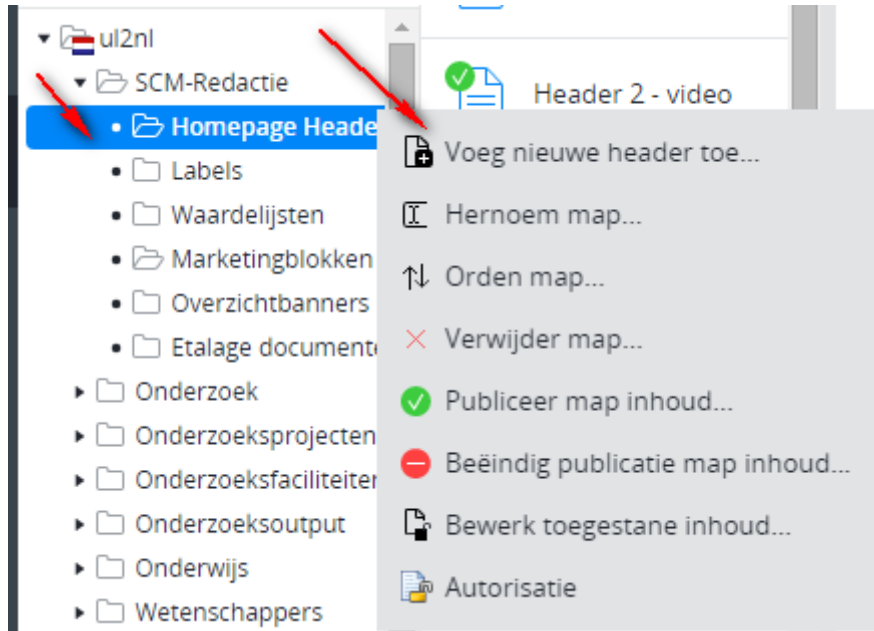 ul2nl
SCM-Redactie
Homepage Heade
Labels
Waardelijsten
Marketingblokken
Overzichtbanners
Etalage documente
Onderzoek
Onderzoeksprojecten
Onderzoeksfaciliteiten
Onderzoeksoutput
Onderwijs
Wetenschappers
Header 2 - video
Voeg nieuwe header toe...
Hernoem map...
Orden map...
Verwijder map...
Publiceer map inhoud...
Beëindig publicatie map inhoud...
Bewerk toegestane inhoud...
Autorisatie